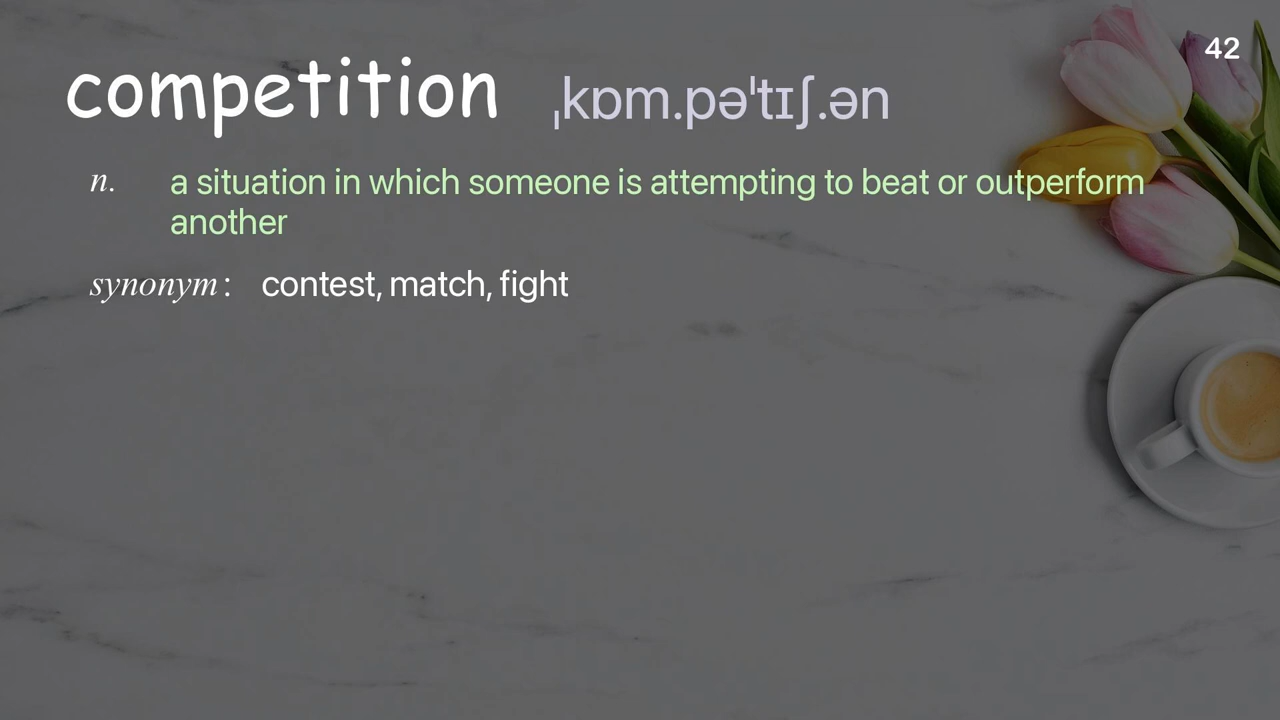 42
competition ˌkɒm.pəˈtɪʃ.ən
n. a situation in which someone is attempting to beat or outperform
another
synonym: contest, match, fight